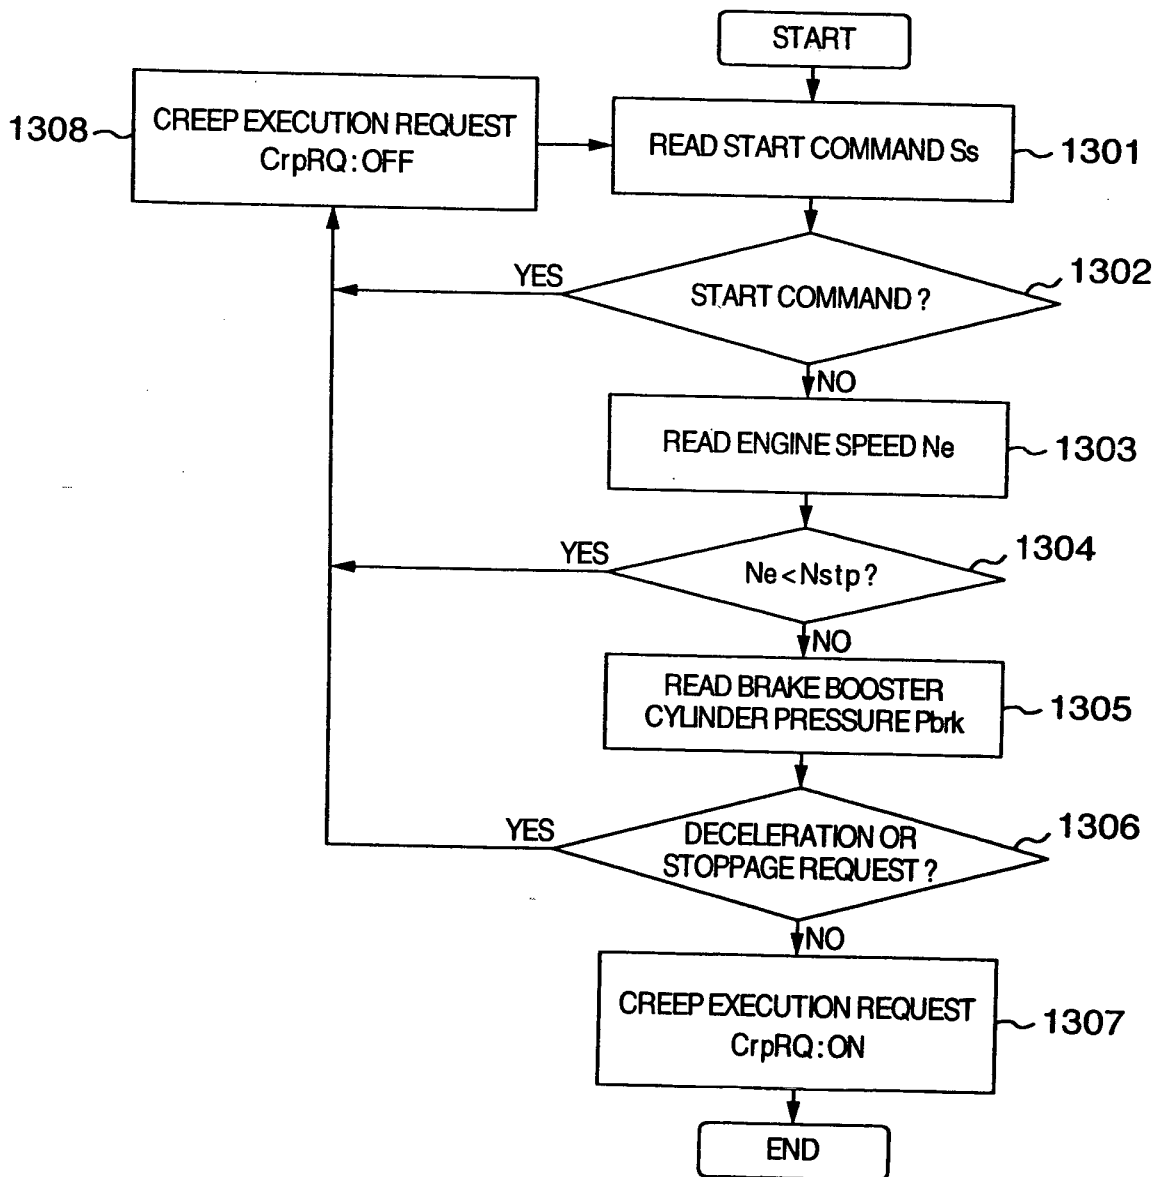 START
CREEP EXECUTION REQUEST
CrpRQ:OFF
1308
READ START COMMAND Ss
1301
START COMMAND?
1302
YES
NO
READ ENGINE SPEED Ne
1303
Ne<Nstp?
1304
YES
NO
READ BRAKE BOOSTER
CYLINDER PRESSURE Pbrk
1305
DECELERATION OR
STOPPAGE REQUEST?
1306
YES
NO
CREEP EXECUTION REQUEST
CrpRQ:ON
1307
END